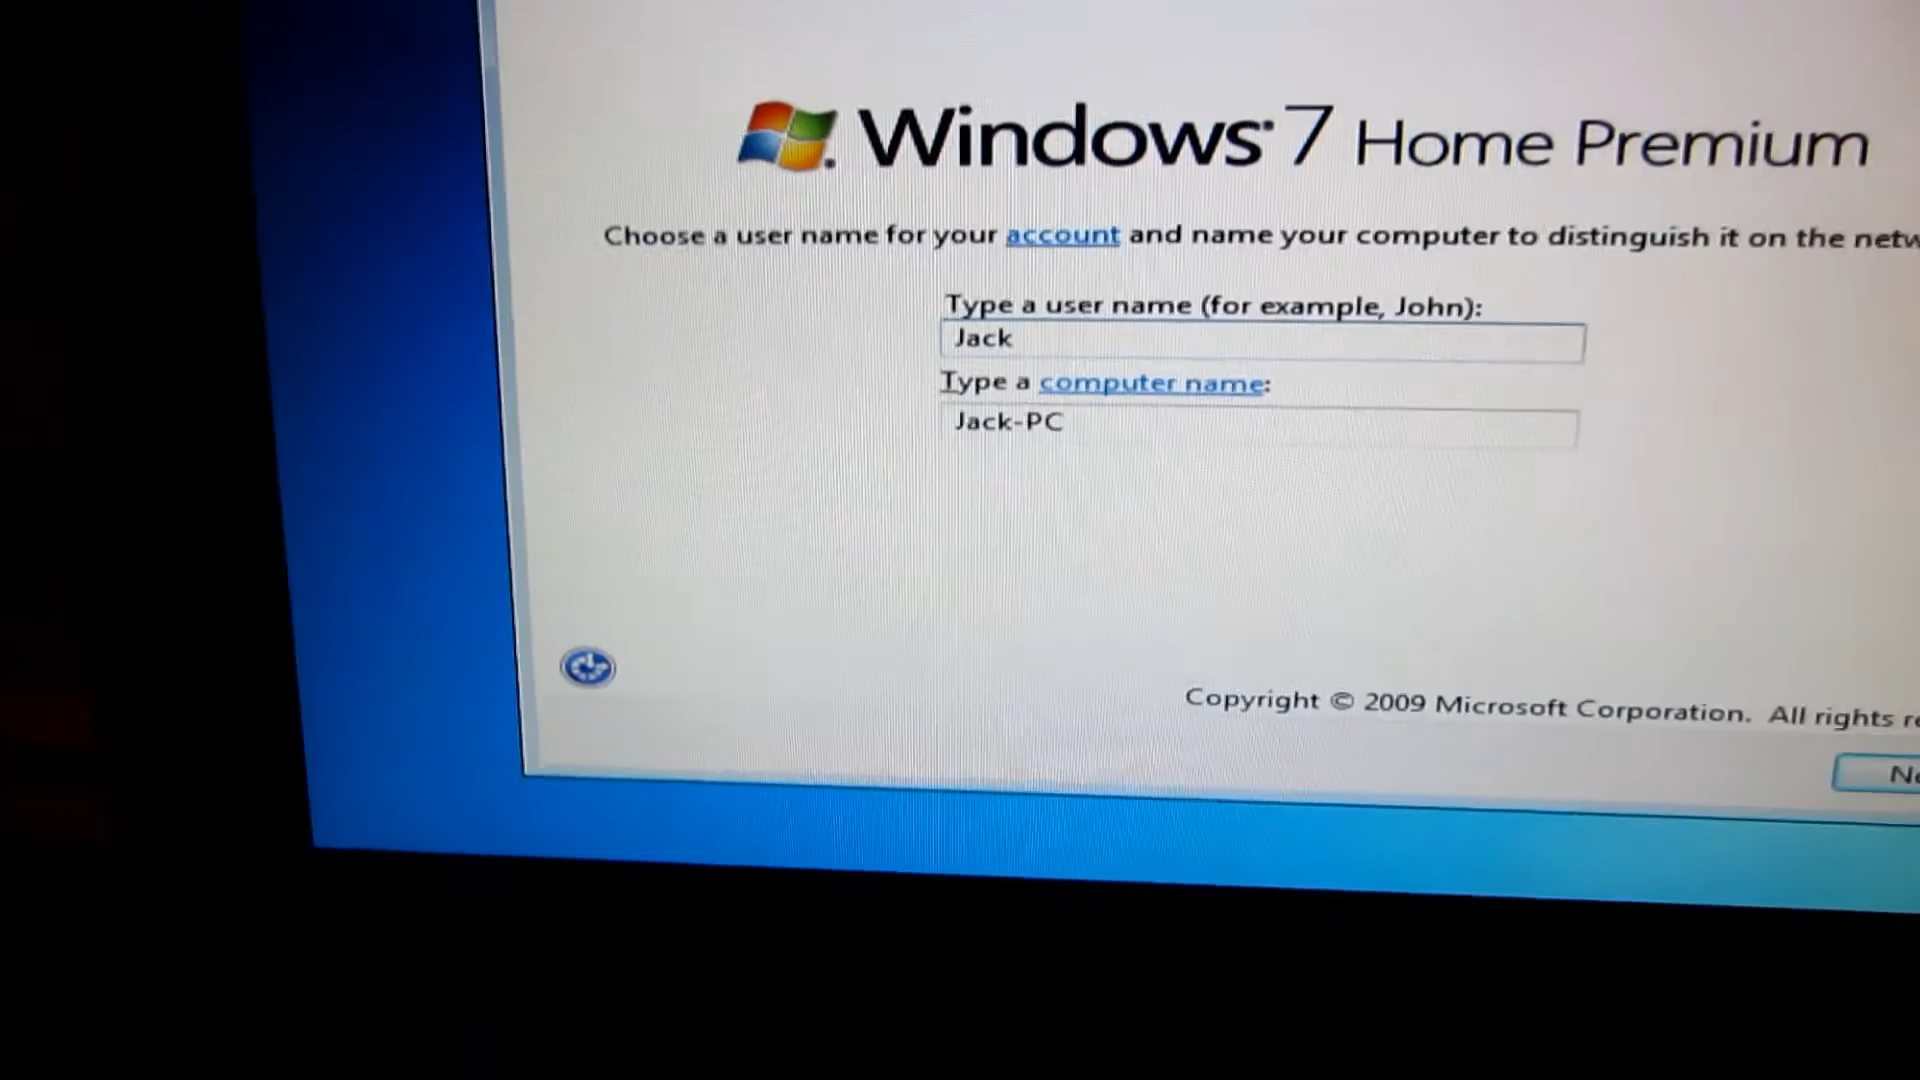 Windows 7 Home Premium
Choose a user name for your account and name your computer to distinguish it on the
Type a user name (for example, John):
Jack
Type a computer name:
Jack-PC
Copyright © 2009 Microsoft Corporation. All rights